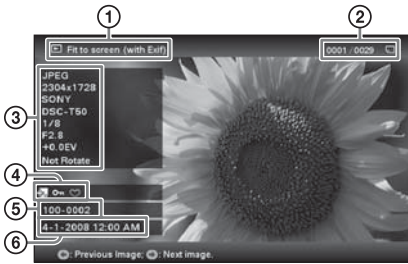 1
2
Fit to screen (with Exif)
0001/0029
3
JPEG
2304x1728
SONY
DSC-T50
1/8
F2.8
+0.0EV
Not Rotate
4
5
100-0002
6
4-1-2008 12:00 AM
: Previous Image; : Next image.